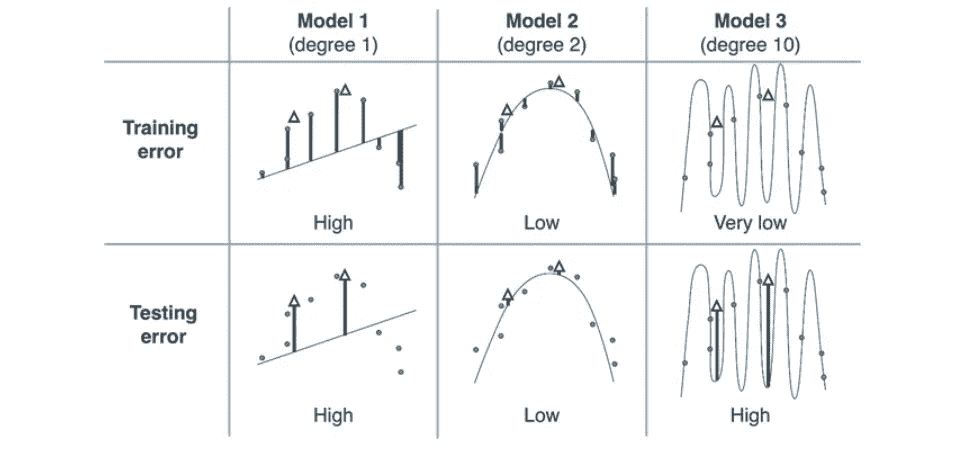 Model 1
(degree 1)
Model 2
(degree 2)
Model 3
(degree 10)
Training
error
High
Low
Very low
Testing
error
High
Low
High